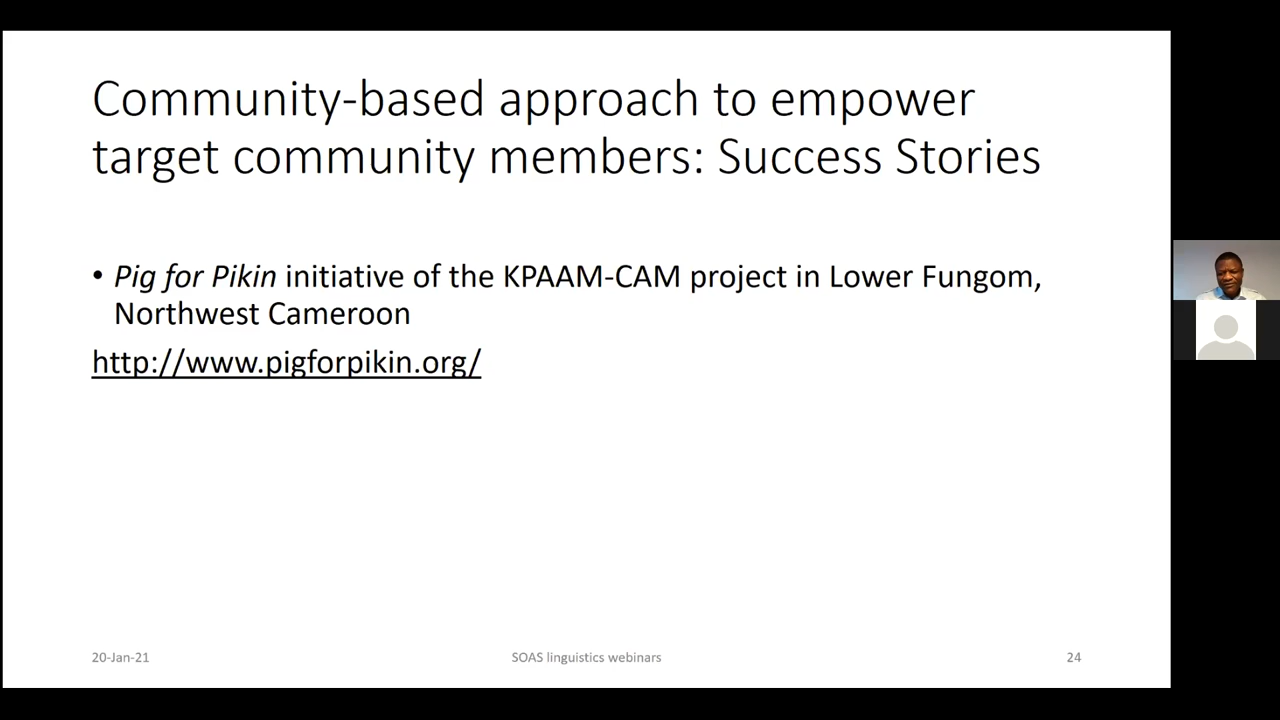 Community-based approach to empower
target community members: Success Stories
• Pig for Pikin initiative of the KPAAM-CAM project in Lower Fungom,
Northwest Cameroon
http://www.pigforpikin.org/
20-Jan-21
SOAS linguistics webinars
24